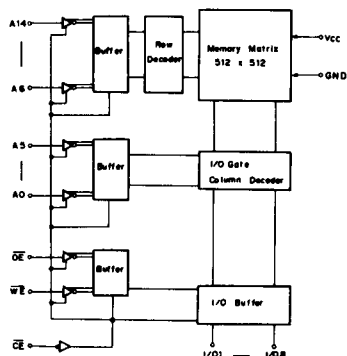 A14
Buffer
Row Decoder
Memory Matrix
512 x 512
Vcc
GND
A6
A5
Buffer
I/O Gate
Column Decoder
A0
OE
Buffer
WE
I/O Buffer
CE
I/O1
I/O8